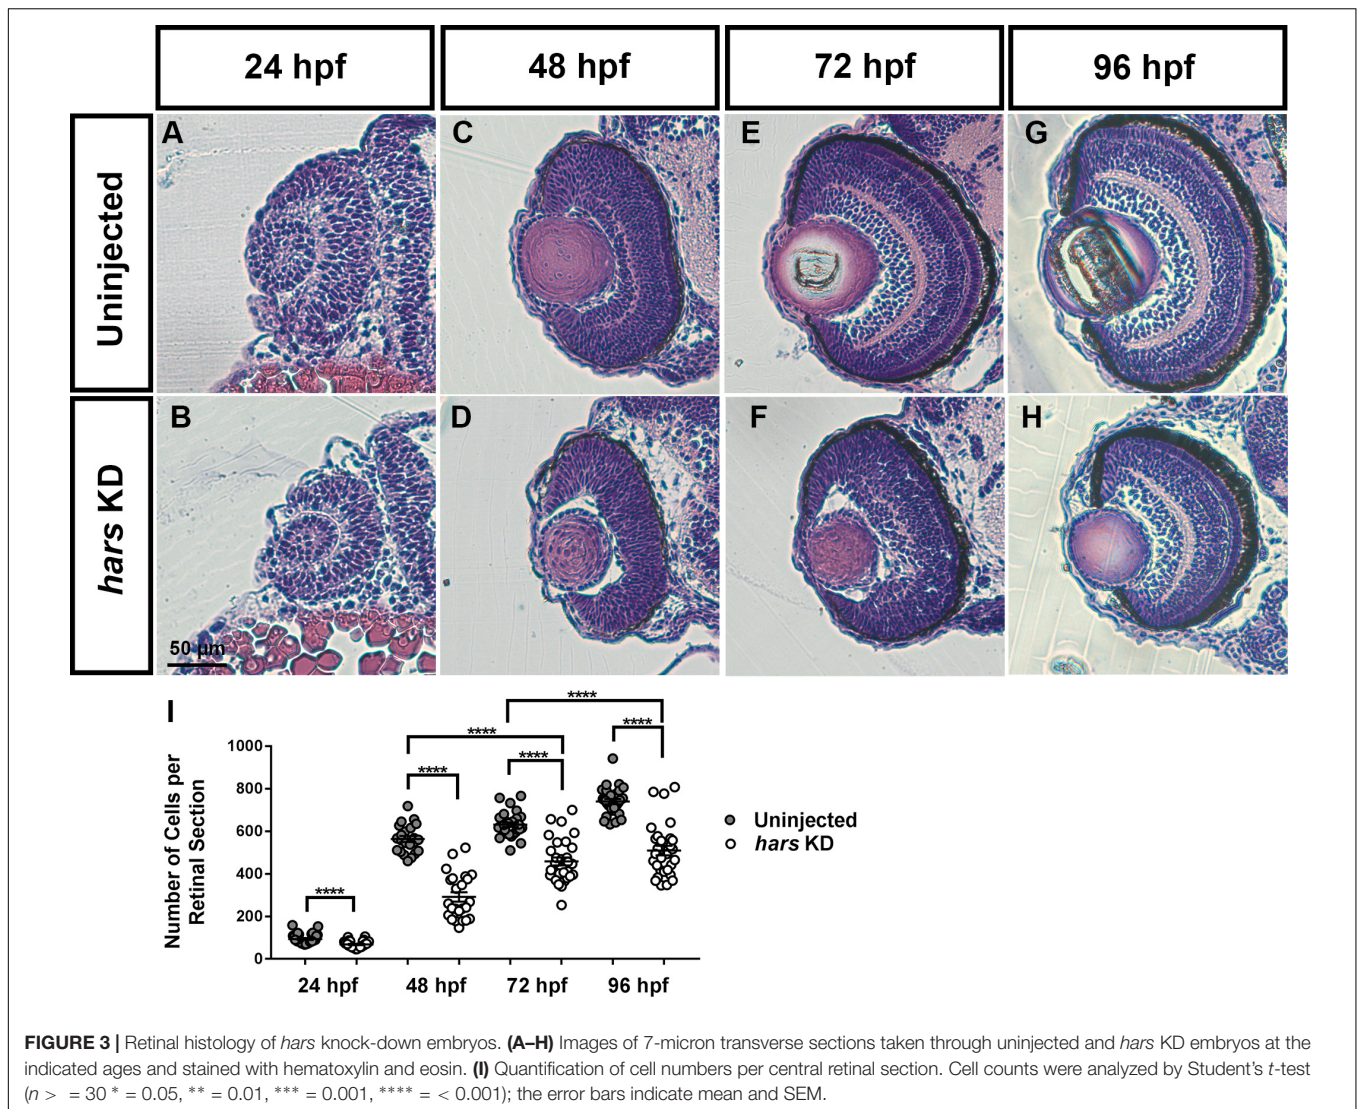 24 hpf
48 hpf
72 hpf
96 hpf
Uninjected
A
C
E
G
hars KD
B
D
F
H
50 µm
I
Number of Cells per
Retinal Section
1000
800
600
400
200
0
****
****
****
****
****
****
24 hpf
48 hpf
72 hpf
96 hpf
Uninjected
hars KD
FIGURE 3 | Retinal histology of hars knock-down embryos. (A–H) Images of 7-micron transverse sections taken through uninjected and hars KD embryos at the
indicated ages and stained with hematoxylin and eosin. (I) Quantification of cell numbers per central retinal section. Cell counts were analyzed by Student's t-test
(n > = 30 * = 0.05, ** = 0.01, *** = 0.001, **** = < 0.001); the error bars indicate mean and SEM.